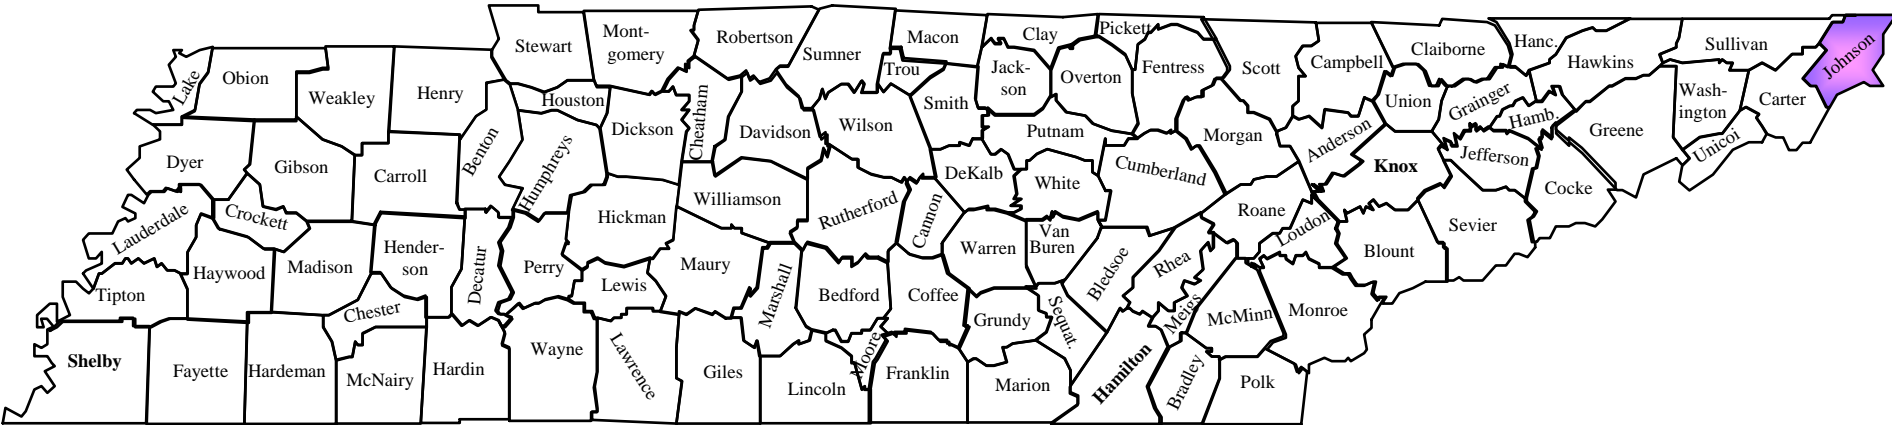 Stewart
Mont-
gomery
Robertson
Sumner
Macon
Trou
Clay
Pickett
Jack-
son
Overton
Fentress
Scott
Campbell
Claiborne
Hanc.
Hawkins
Sullivan
Johnson
Lake
Obion
Weakley
Henry
Houston
Dickson
Cheatham
Davidson
Wilson
Smith
Putnam
Morgan
Anderson
Union
Grainger
Hamb.
Greene
Wash-
ington
Carter
Unicoi
Dyer
Gibson
Carroll
Benton
Humphreys
Hickman
Williamson
Rutherford
Cannon
DeKalb
White
Cumberland
Roane
Loudon
Knox
Jefferson
Cocke
Sevier
Blount
Lauderdale
Crockett
Haywood
Madison
Hender-
son
Decatur
Perry
Lewis
Maury
Marshall
Bedford
Coffee
Warren
Van
Buren
Bledsoe
Rhea
Meigs
McMinn
Monroe
Tipton
Chester
Grundy
Sequat.
Shelby
Fayette
Hardeman
McNairy
Hardin
Wayne
Lawrence
Giles
Lincoln
Moore
Franklin
Marion
Hamilton
Bradley
Polk